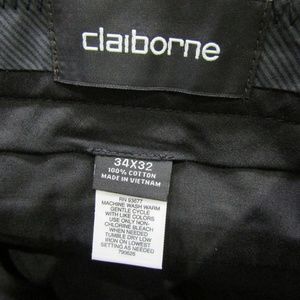 claiborne
34X32
100% COTTON
MADE IN VIETNAM
RN 93677
MACHINE WASH WARM
GENTLE CYCLE
WITH LIKE COLORS
USE ONLY NON-
CHLORINE BLEACH
WHEN NEEDED
TUMBLE DRY LOW
IRON ON LOWEST
SETTING AS NEEDED
790628